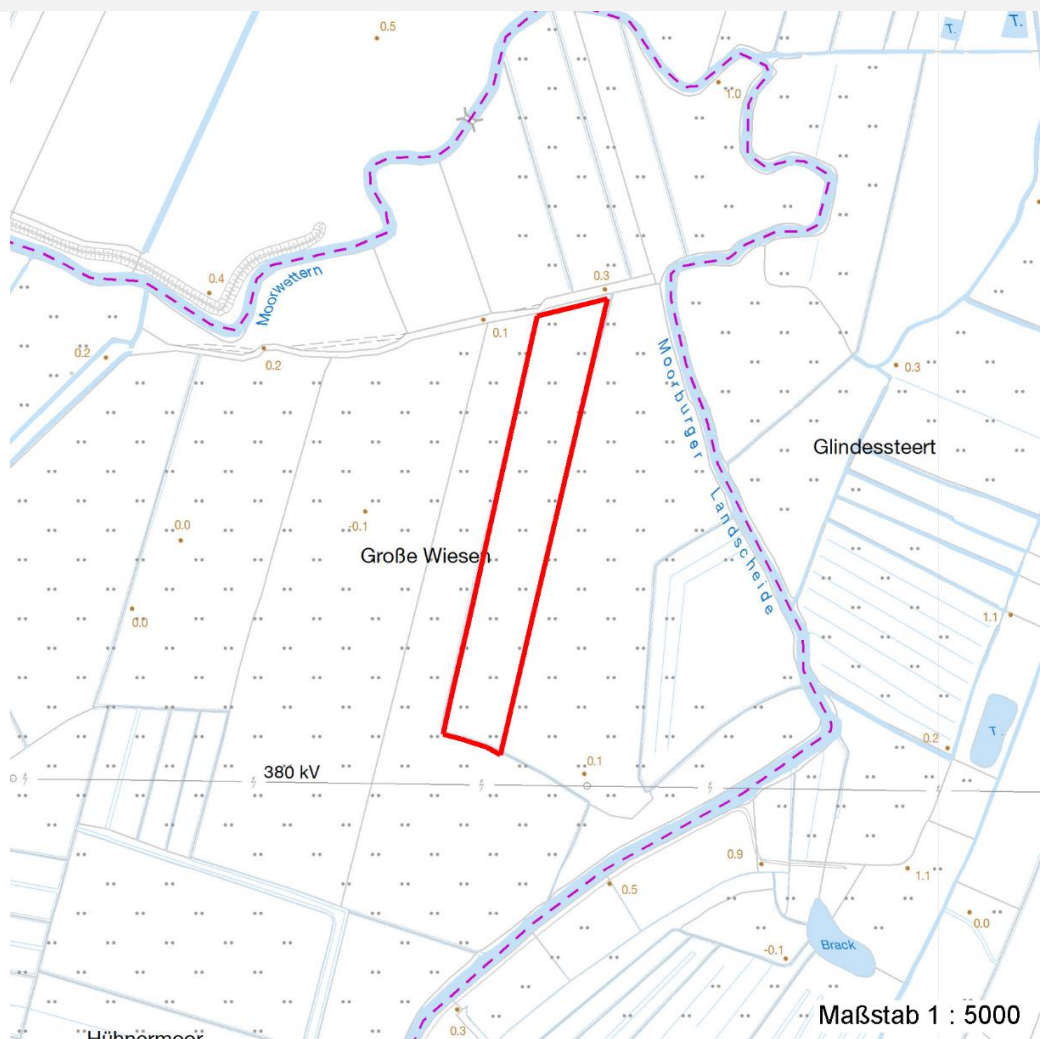 0.5
T.
T.
1.0
Moorwettern
0.4
0.3
0.1
0.2
0.2
Moorburger Landscheide
0.3
Glindessteert
0.0
-0.1
Große Wiesen
0.0
1.1
T.
0.2
380 kV
0.1
0.9
1.1
0.5
0.0
Brack
-0.1
0.3
Maßstab 1 : 5000
Hühnermoor